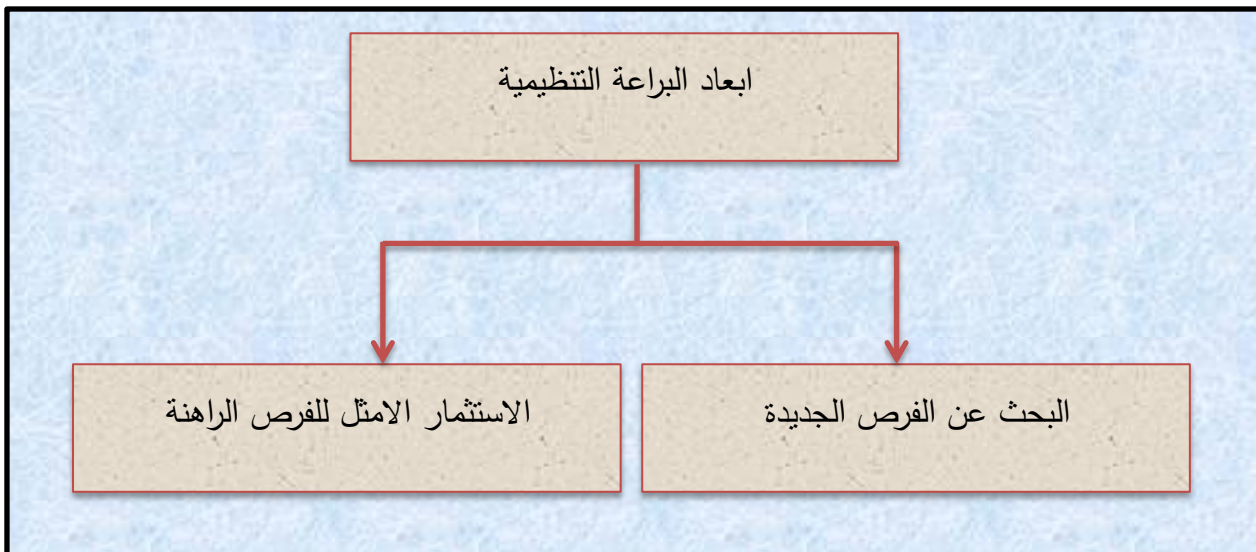 ابعاد البراعة التنظيمية
البحث عن الفرص الجديدة
الاستثمار الامثل للفرص الراهنة